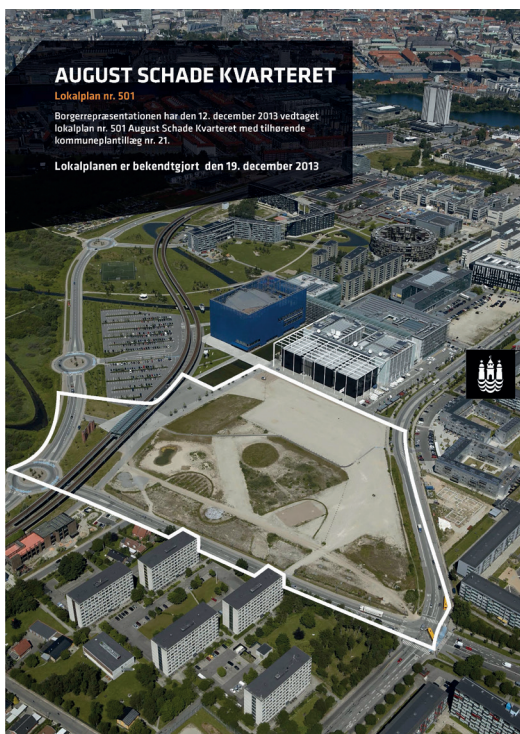 AUGUST SCHADE KVARTERET
Lokalplan nr. 501
Borgerrepræsentationen har den 12. december 2013 vedtaget
lokalplan nr. 501 August Schade Kvarteret med tilhørende
kommuneplantillæg nr. 21.
Lokalplanen er bekendtgjort den 19. december 2013